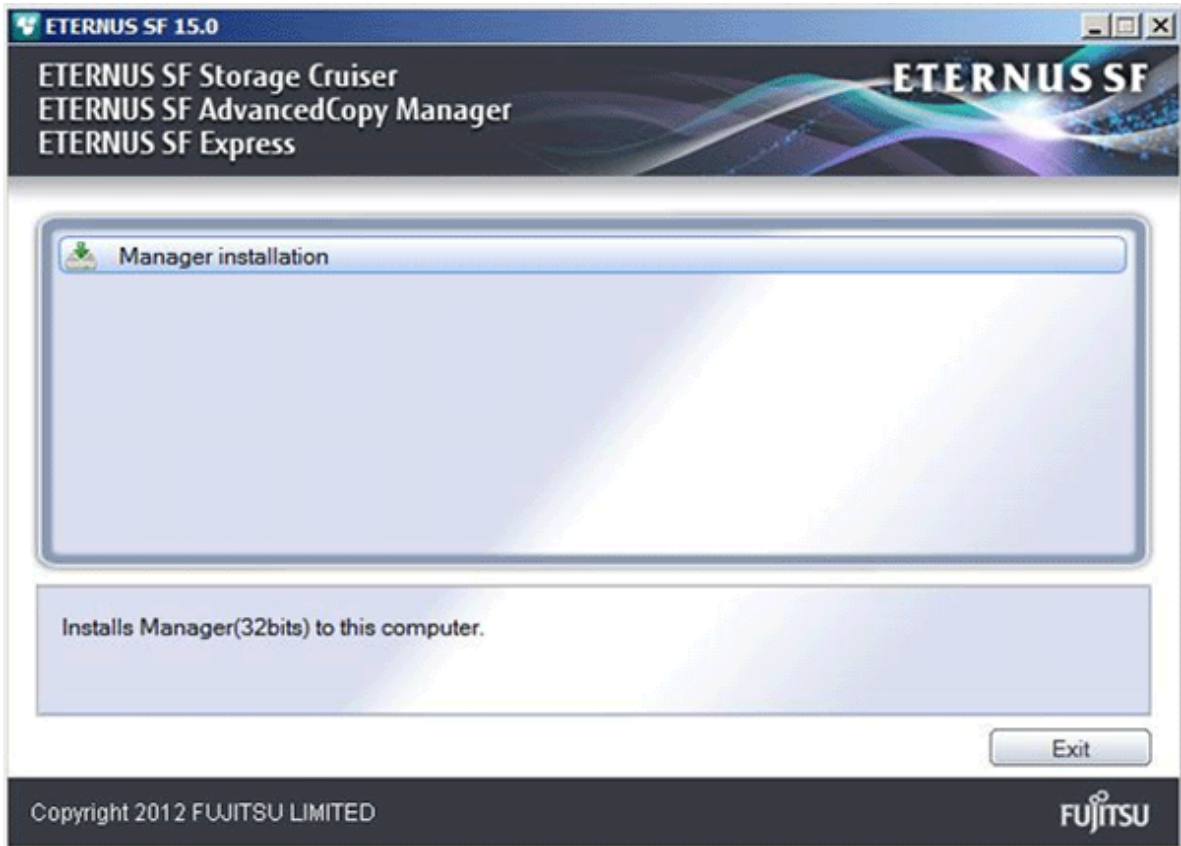 ETERNUS SF 15.0
ETERNUS SF Storage Cruiser
ETERNUS SF AdvancedCopy Manager
ETERNUS SF Express
ETERNUS SF
Manager installation
Installs Manager(32bits) to this computer.
Exit
Copyright 2012 FUJITSU LIMITED
FUJITSU